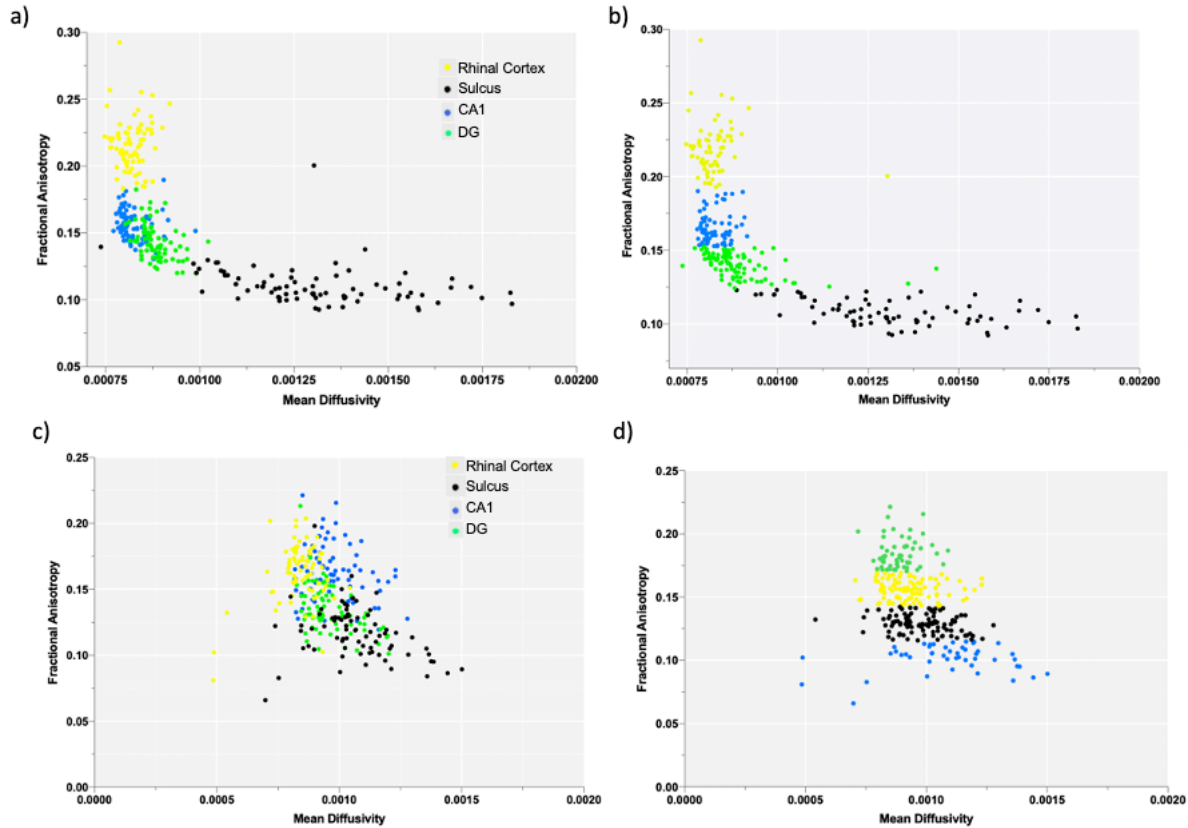 a)
0.30
0.25
0.20
0.15
0.10
0.05
Fractional Anisotropy
Rhinal Cortex
Sulcus
CA1
DG
0.00075 0.00100 0.00125 0.00150 0.00175 0.00200
Mean Diffusivity
b)
0.30
0.25
0.20
0.15
0.10
Fractional Anisotropy
0.00075 0.00100 0.00125 0.00150 0.00175 0.00200
Mean Diffusivity
c)
0.25
0.20
0.15
0.10
0.05
0.00
Fractional Anisotropy
Rhinal Cortex
Sulcus
CA1
DG
0.0000 0.0005 0.0010 0.0015 0.0020
Mean Diffusivity
d)
0.25
0.20
0.15
0.10
0.05
0.00
Fractional Anisotropy
0.0000 0.0005 0.0010 0.0015 0.0020
Mean Diffusivity